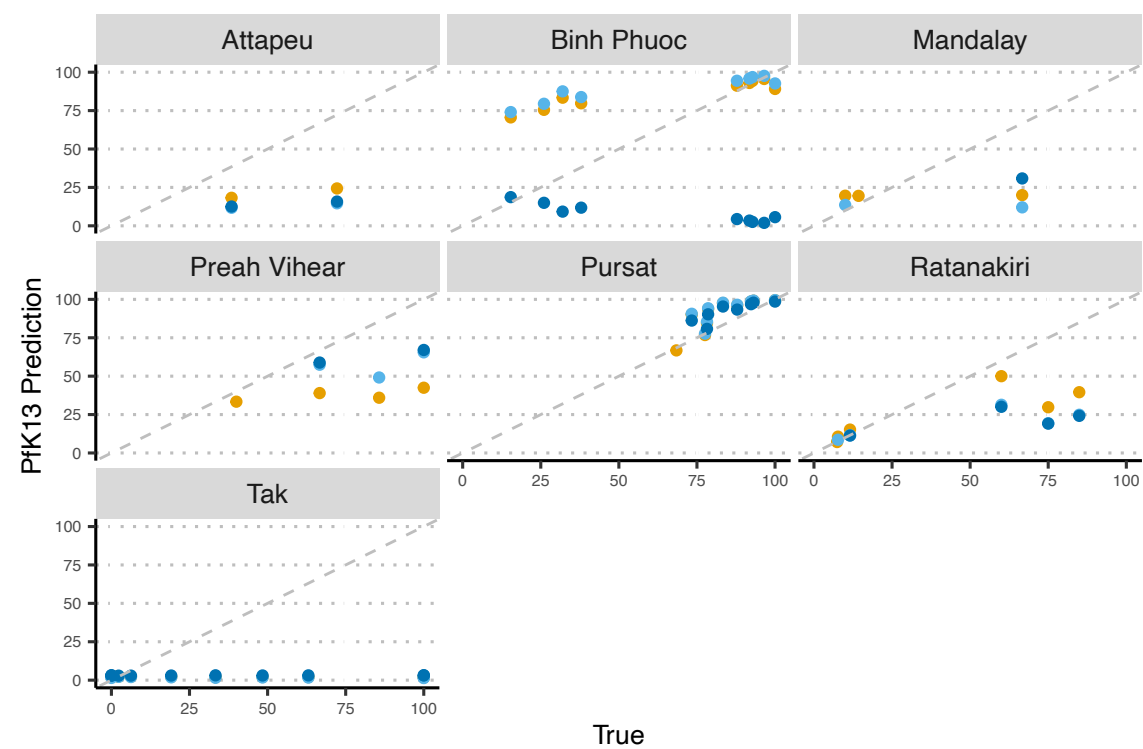 Attapeu Binh Phuoc Mandalay
100
75
50
25
0
Preah Vihear Pursat Ratanakiri
100
75
50
25
0
0 25 50 75 100 0 25 50 75 100
Tak
100
75
50
25
0
0 25 50 75 100
PfK13 Prediction
True